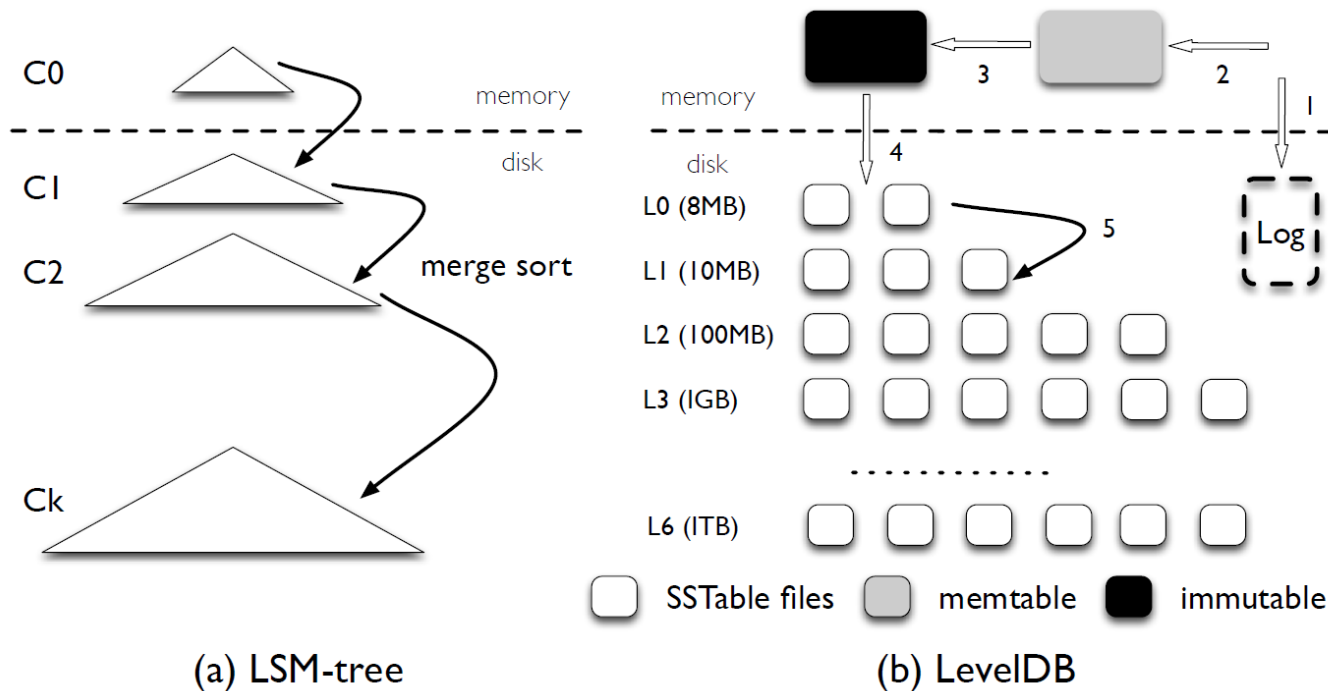 C0
memory
disk
C1
C2
merge sort
Ck
(a) LSM-tree
3
2
memory
1
4
disk
L0 (8MB)
5
Log
L1 (10MB)
L2 (100MB)
L3 (1GB)
L6 (1TB)
SSTable files
memtable
immutable
(b) LevelDB